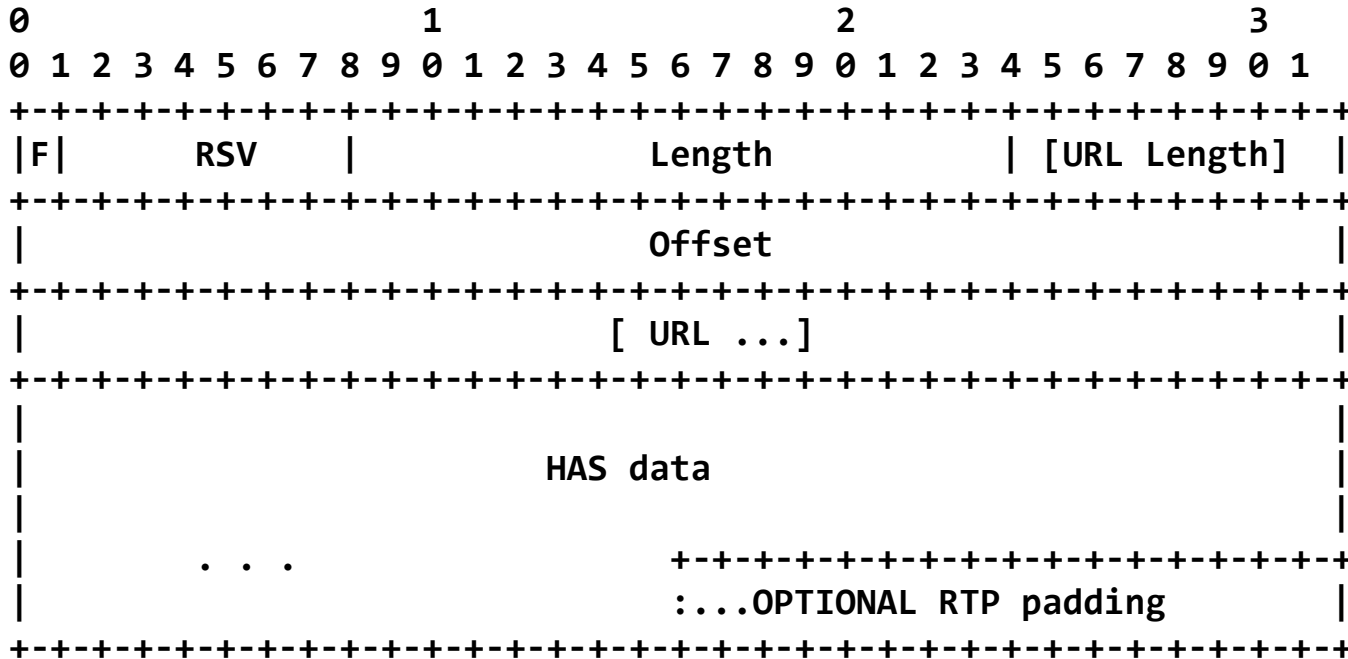 0                   1                   2                   3
0 1 2 3 4 5 6 7 8 9 0 1 2 3 4 5 6 7 8 9 0 1 2 3 4 5 6 7 8 9 0 1
+-+-+-+-+-+-+-+-+-+-+-+-+-+-+-+-+-+-+-+-+-+-+-+-+-+-+-+-+-+-+-+-+
|F|      RSV    |              Length           | [URL Length]  |
+-+-+-+-+-+-+-+-+-+-+-+-+-+-+-+-+-+-+-+-+-+-+-+-+-+-+-+-+-+-+-+-+
|                              Offset                           |
+-+-+-+-+-+-+-+-+-+-+-+-+-+-+-+-+-+-+-+-+-+-+-+-+-+-+-+-+-+-+-+-+
|                            [ URL ...]                         |
+-+-+-+-+-+-+-+-+-+-+-+-+-+-+-+-+-+-+-+-+-+-+-+-+-+-+-+-+-+-+-+-+
|                                                               |
|                         HAS data                              |
|                                                               |
|        . . .                  +-+-+-+-+-+-+-+-+-+-+-+-+-+-+-+-+
|                               :...OPTIONAL RTP padding        |
+-+-+-+-+-+-+-+-+-+-+-+-+-+-+-+-+-+-+-+-+-+-+-+-+-+-+-+-+-+-+-+-+